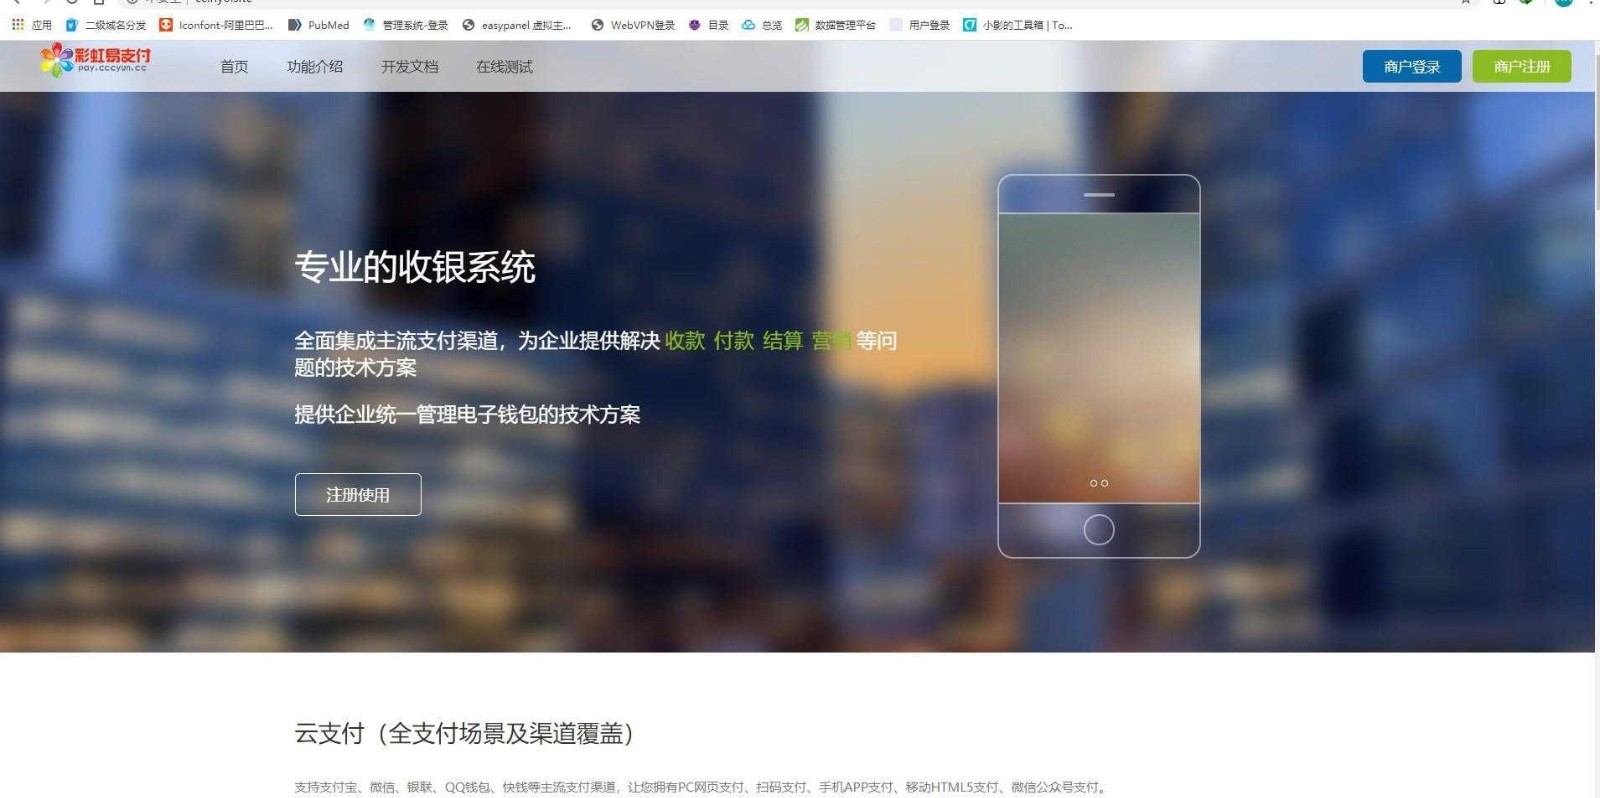 应用 二级域名分发 Iconfont-阿里巴巴... PubMed 管理系统-登录 easypanel 虚拟主... WebVPN登录 目录 总览 数据管理平台 用户登录 小影的工具箱 | To...
彩虹易支付
pay.cccyun.cc
首页 功能介绍 开发文档 在线测试 商户登录 商户注册
专业的收银系统
全面集成主流支付渠道，为企业提供解决 收款 付款 结算 营销 等问
题的技术方案
提供企业统一管理电子钱包的技术方案
注册使用
云支付（全支付场景及渠道覆盖）
支持支付宝、微信、银联、QQ钱包、快钱等主流支付渠道，让您拥有PC网页支付、扫码支付、手机APP支付、移动HTML5支付、微信公众号支付。